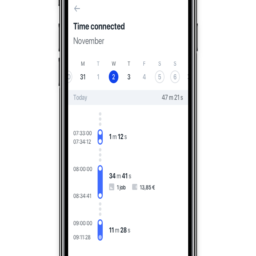 Time connected
November
M T W T F S S
31 1 2 3 4 5 6
Today 47 m 21 s
07:33:00
07:34:12
1 m 12 s
08:00:00
08:34:41
34 m 41 s
1 job 13,85 €
09:00:00
09:11:28
11 m 28 s